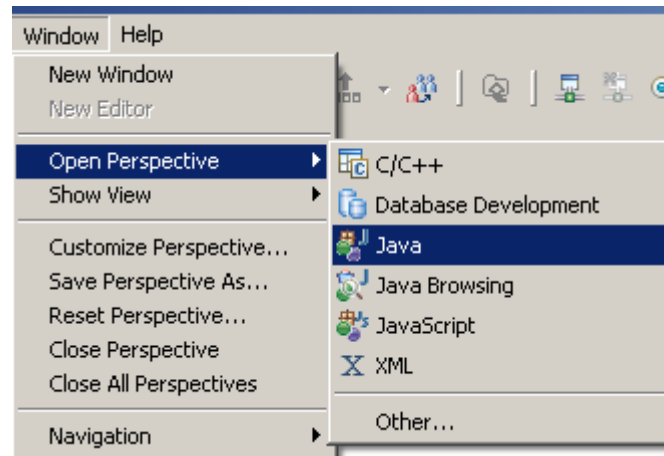 Window Help
New Window
New Editor
Open Perspective
Show View
Customize Perspective...
Save Perspective As...
Reset Perspective...
Close Perspective
Close All Perspectives
Navigation
C/C++
Database Development
Java
Java Browsing
JavaScript
XML
Other...